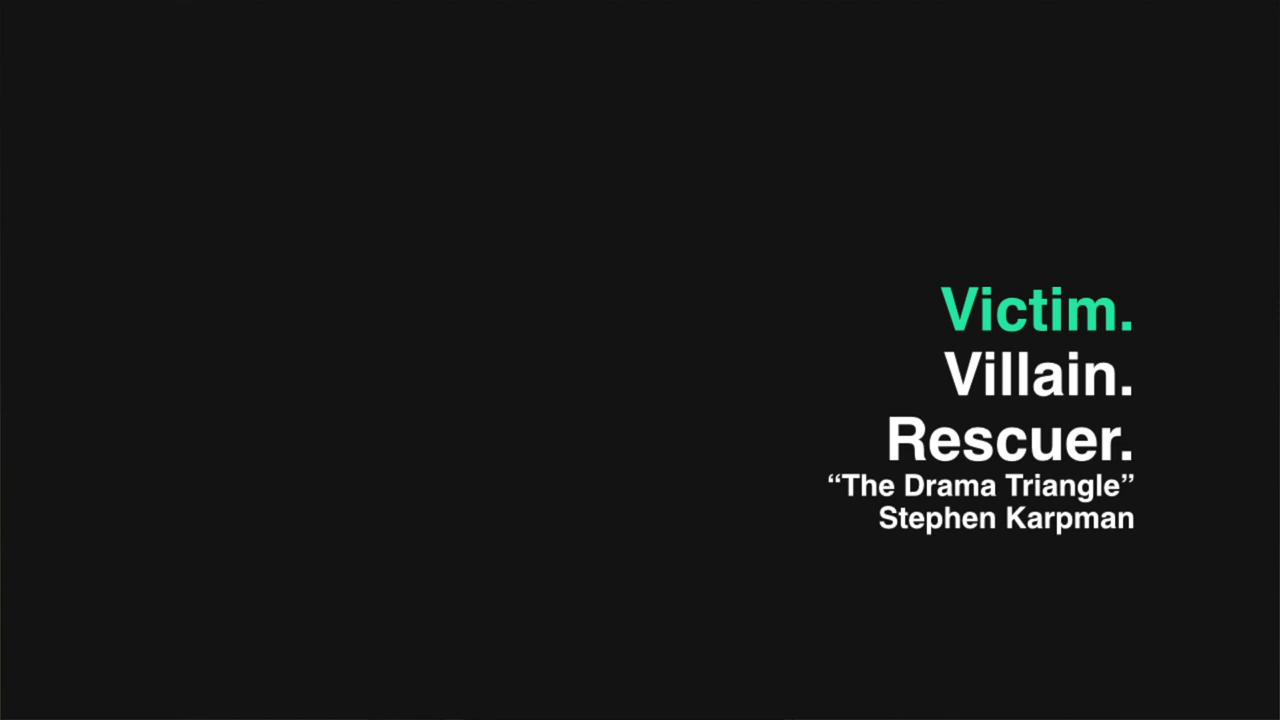 Victim.
Villain.
Rescuer.
“The Drama Triangle”
Stephen Karpman